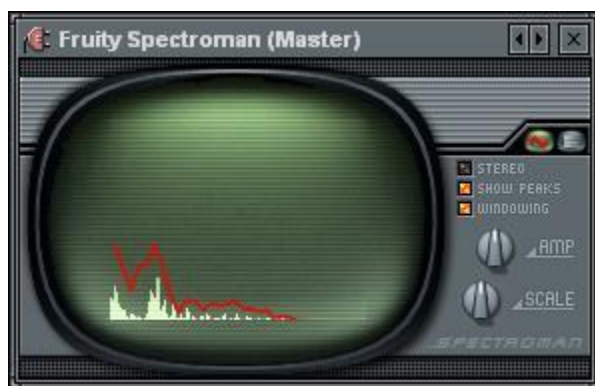 Fruity Spectroman (Master)
STEREO
SHOW PEAKS
WINDOWING
AMP
SCALE
SPECTROMAN